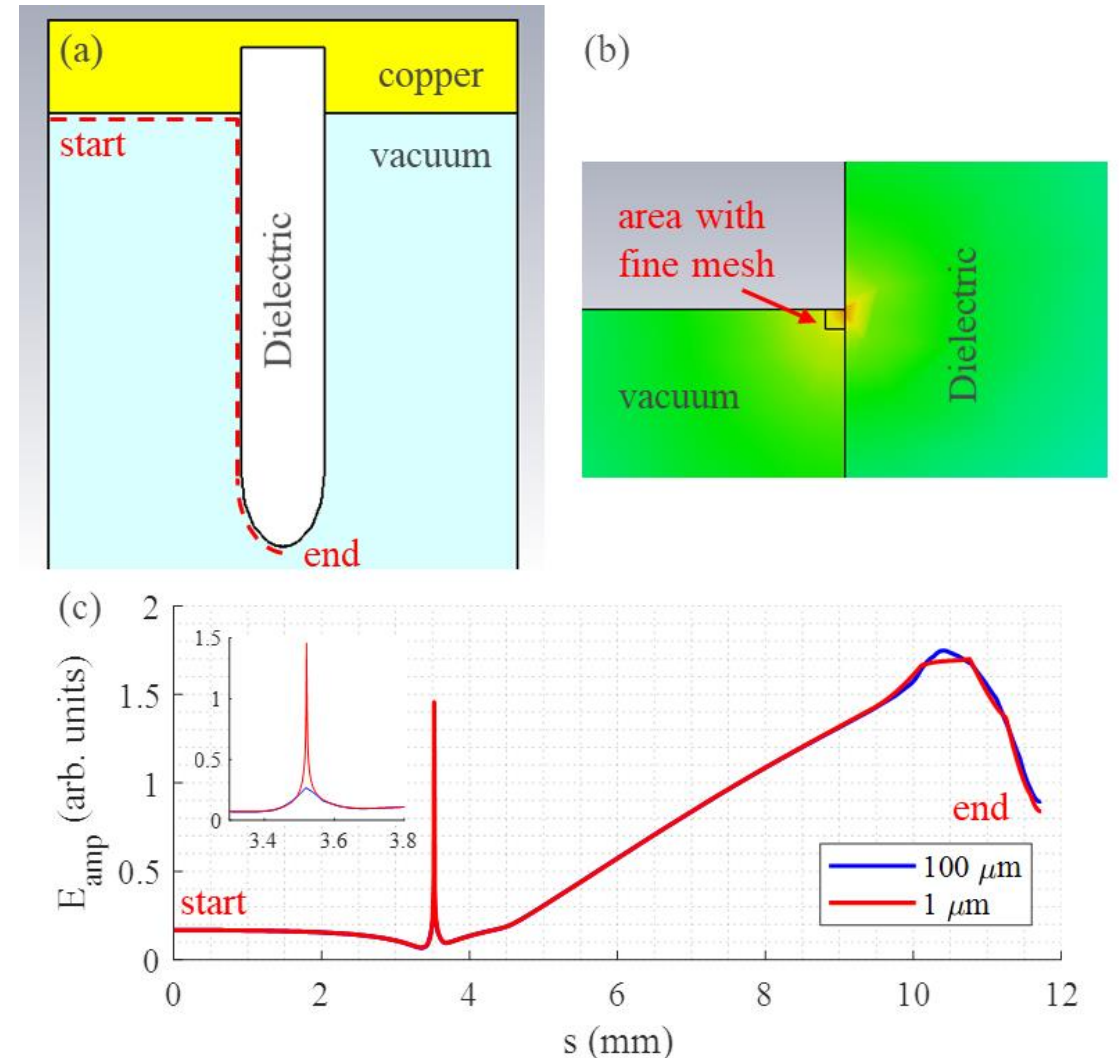 (a)
copper
start
vacuum
Dielectric
end
(b)
area with
fine mesh
vacuum
Dielectric
(c)
E_amp (arb. units)
2
1.5
1
0.5
0
1.5
1
0.5
0
3.4 3.6 3.8
start
end
100 μm
1 μm
0 2 4 6 8 10 12
s (mm)